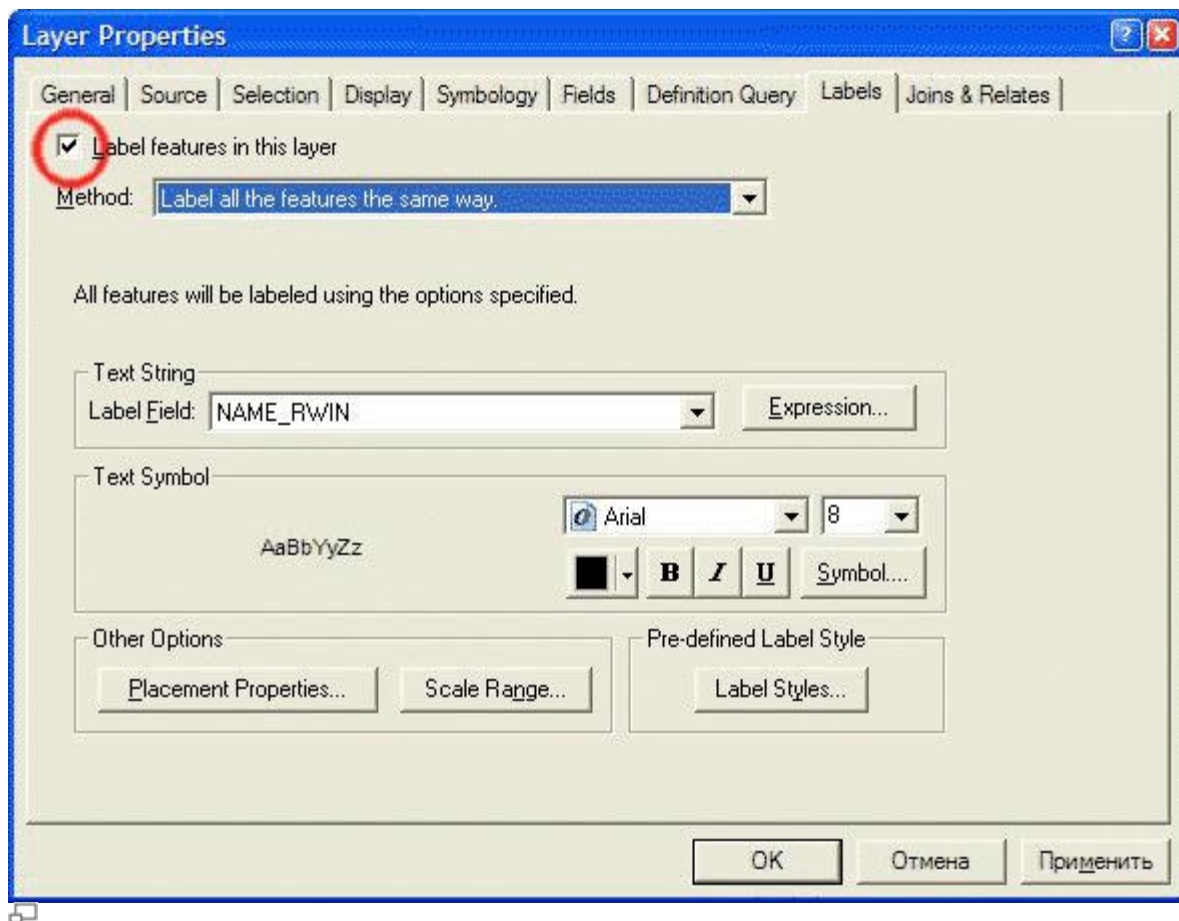 Layer Properties
General Source Selection Display Symbology Fields Definition Query Labels Joins & Relates
Label features in this layer
Method: Label all the features the same way.
All features will be labeled using the options specified.
Text String
Label Field: NAME_RWIN Expression...
Text Symbol
AaBbYyZz
Arial 8
B I U Symbol....
Other Options
Placement Properties... Scale Range...
Pre-defined Label Style
Label Styles...
OK Отмена Применить